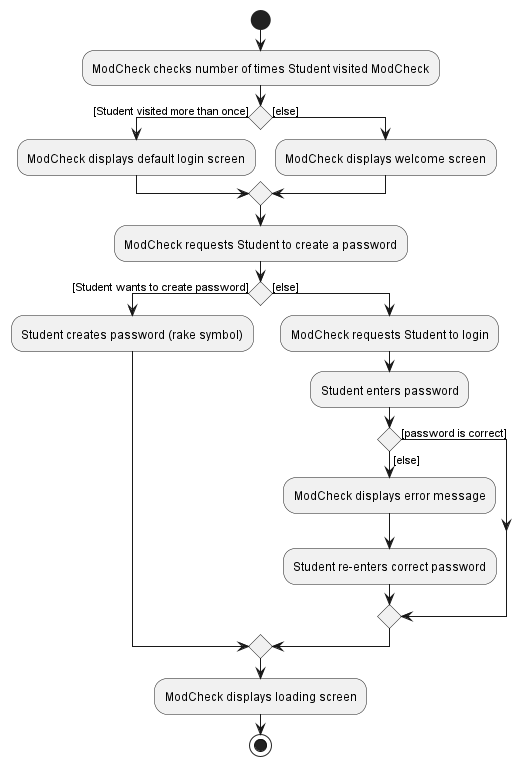 ModCheck checks number of times Student visited ModCheck
[Student visited more than once]
[else]
ModCheck displays default login screen
ModCheck displays welcome screen
ModCheck requests Student to create a password
[Student wants to create password]
[else]
Student creates password (rake symbol)
ModCheck requests Student to login
Student enters password
[password is correct]
[else]
ModCheck displays error message
Student re-enters correct password
ModCheck displays loading screen